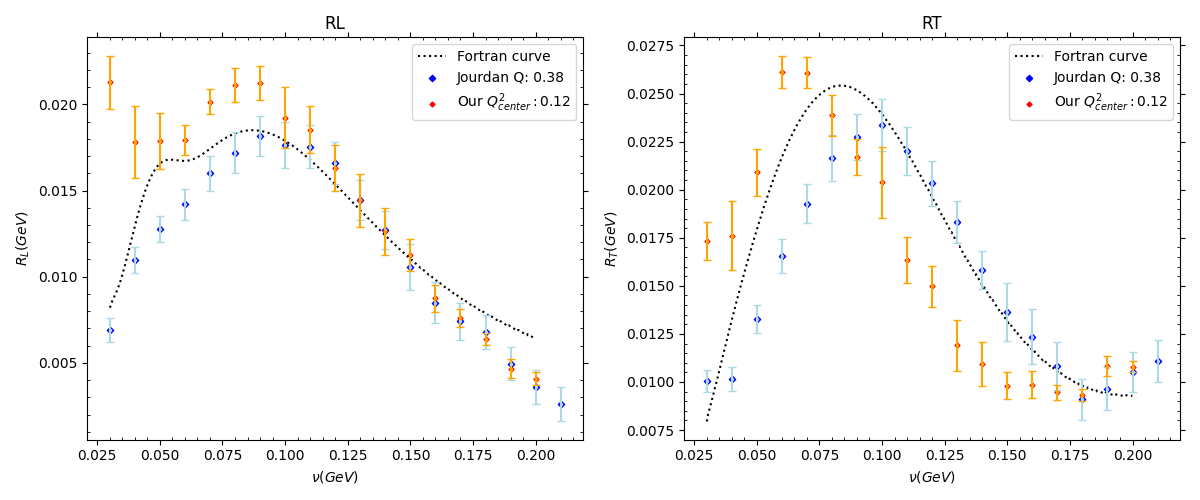 RL
RT
Fortran curve
Jourdan Q: 0.38
Our Q²center : 0.12
Fortran curve
Jourdan Q: 0.38
Our Q²center : 0.12
R_L(GeV)
0.020
0.015
0.010
0.005
R_T(GeV)
0.0275
0.0250
0.0225
0.0200
0.0175
0.0150
0.0125
0.0100
0.0075
0.025 0.050 0.075 0.100 0.125 0.150 0.175 0.200
0.025 0.050 0.075 0.100 0.125 0.150 0.175 0.200
ν(GeV)
ν(GeV)